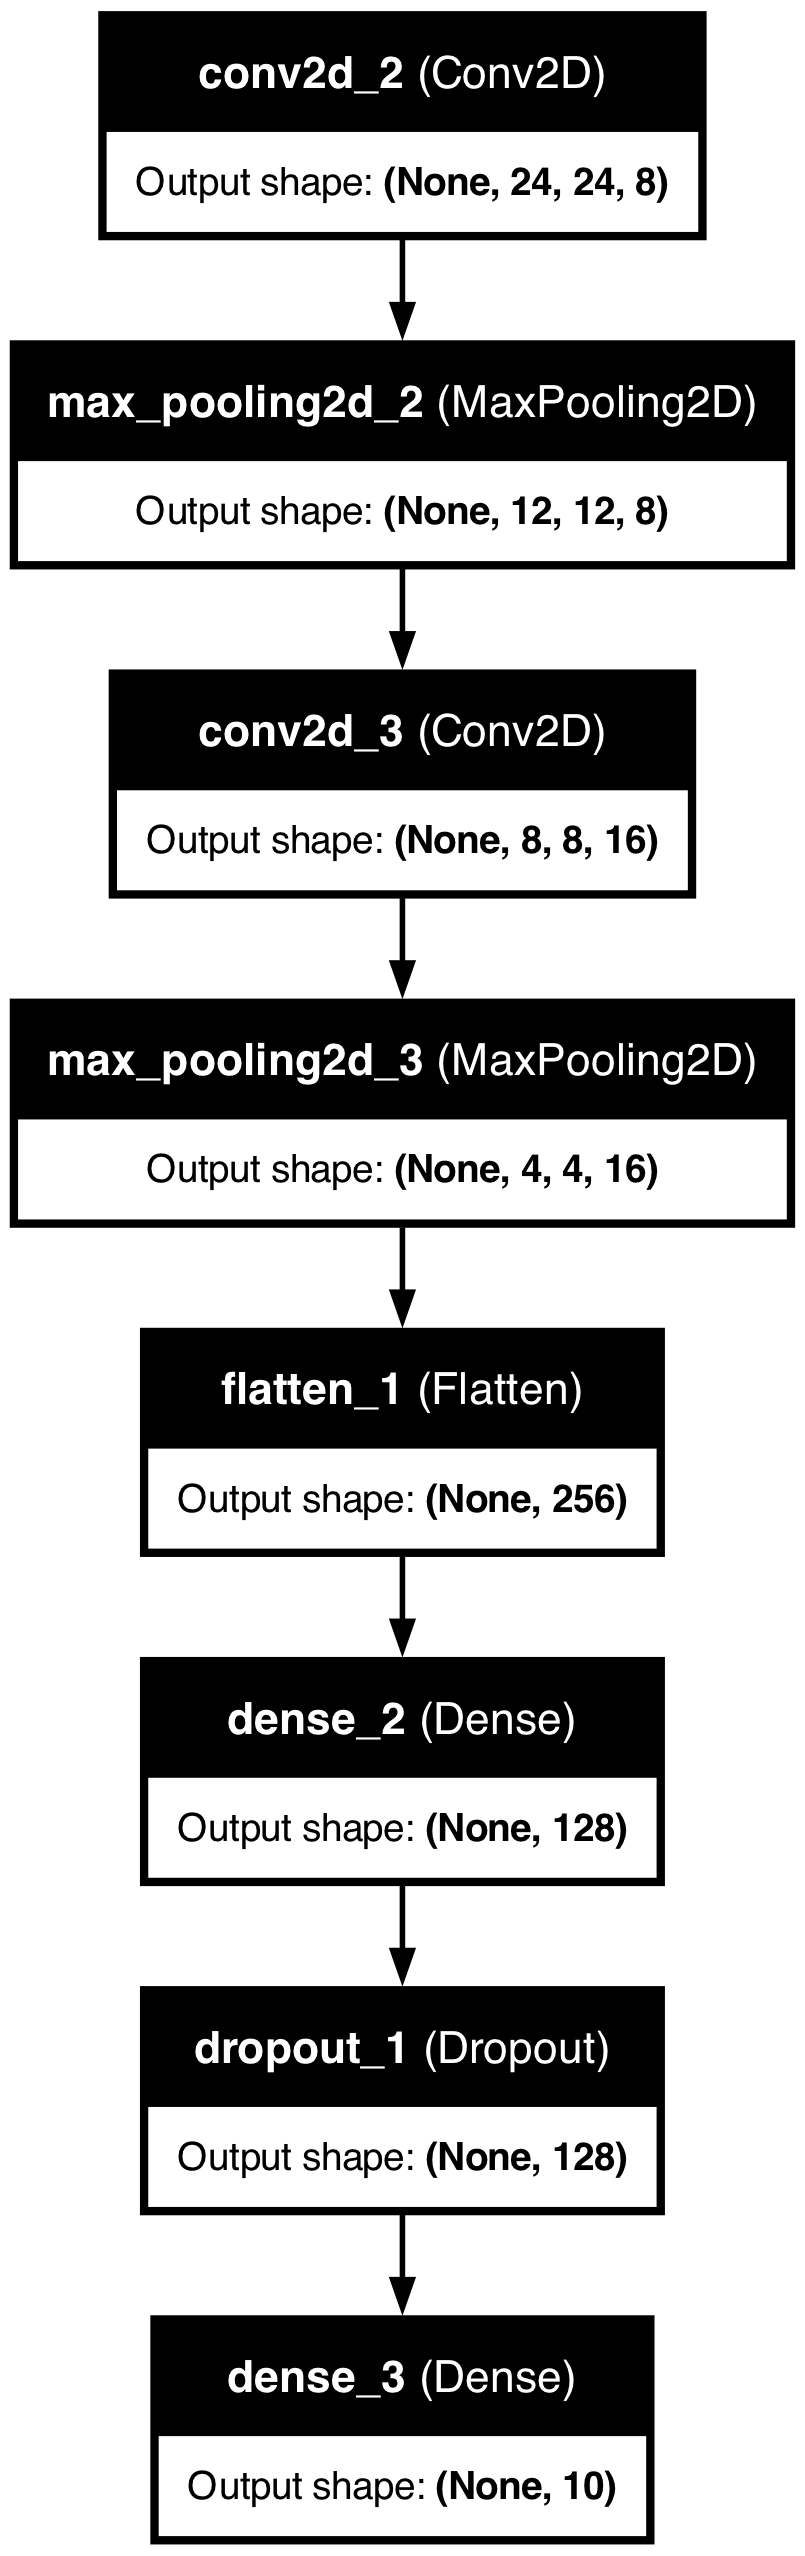 conv2d_2 (Conv2D)
Output shape: (None, 24, 24, 8)
max_pooling2d_2 (MaxPooling2D)
Output shape: (None, 12, 12, 8)
conv2d_3 (Conv2D)
Output shape: (None, 8, 8, 16)
max_pooling2d_3 (MaxPooling2D)
Output shape: (None, 4, 4, 16)
flatten_1 (Flatten)
Output shape: (None, 256)
dense_2 (Dense)
Output shape: (None, 128)
dropout_1 (Dropout)
Output shape: (None, 128)
dense_3 (Dense)
Output shape: (None, 10)